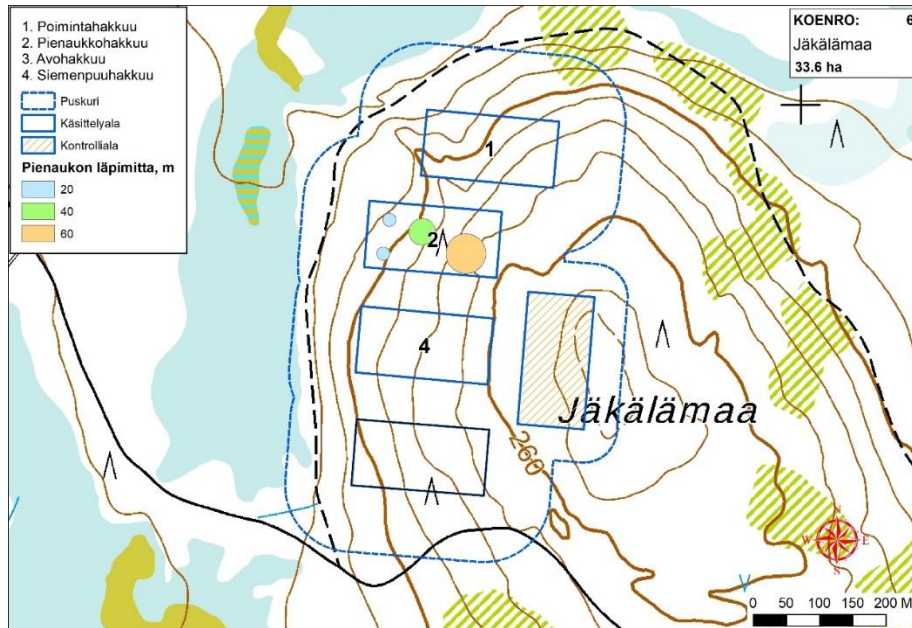 1. Poimintahakkuu
2. Pienaukkohakkuu
3. Avohakkuu
4. Siemenpuuhakkuu
Puskuri
Käsittelyala
Kontrolliala
Pienaukon läpimitta, m
20
40
60
KOENRO: 6
Jäkälämaa
33.6 ha
1
2
4
Jäkälämaa
260
N
W E
S
0 50 100 150 200 M